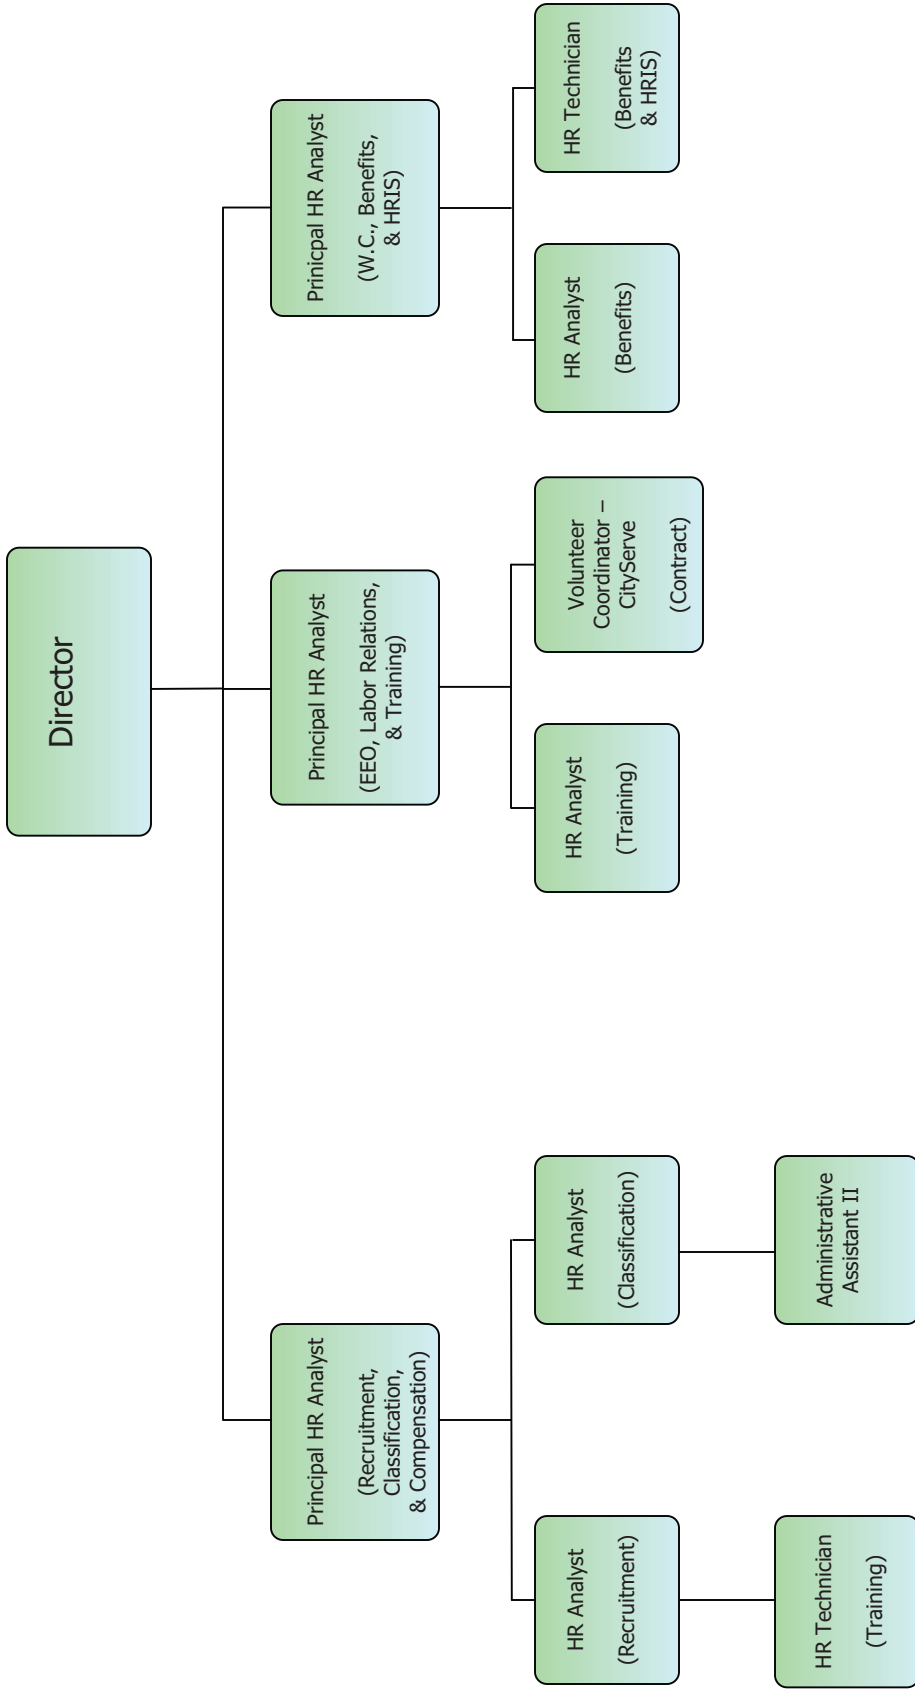 Director
Principal HR Analyst
(Recruitment,
Classification,
& Compensation)
Principal HR Analyst
(EEO, Labor Relations,
& Training)
Prinicpal HR Analyst
(W.C., Benefits,
& HRIS)
HR Analyst
(Recruitment)
HR Analyst
(Classification)
HR Analyst
(Training)
Volunteer
Coordinator –
CityServe
(Contract)
HR Analyst
(Benefits)
HR Technician
(Benefits
& HRIS)
HR Technician
(Training)
Administrative
Assistant II